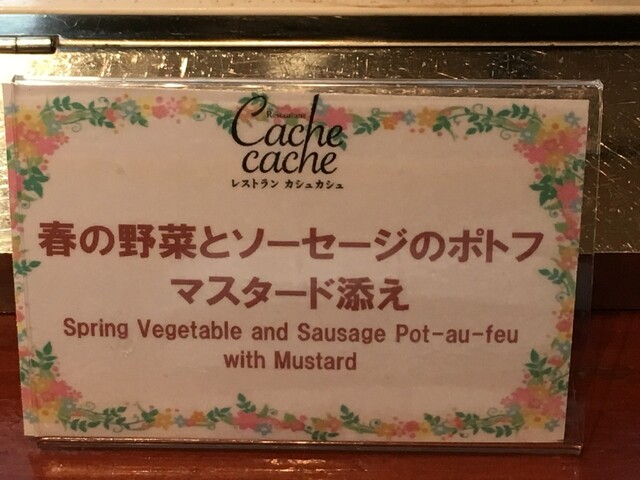 Restaurant
Cache
cache
レストラン カシュカシュ
春の野菜とソーセージのポトフ
マスタード添え
Spring Vegetable and Sausage Pot-au-feu
with Mustard